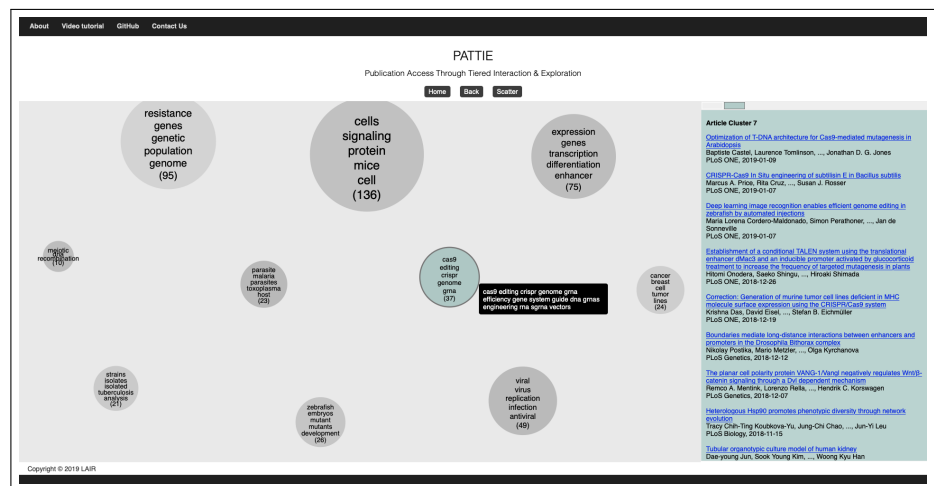 About Video tutorial GitHub Contact Us
PATTIE
Publication Access Through Tiered Interaction & Exploration
Home Back Scatter
resistance
genes
genetic
population
genome
(95)
cells
signaling
protein
mice
cell
(136)
expression
genes
transcription
differentiation
enhancer
(75)
meiotic
dna
recombination
(10)
parasite
malaria
parasites
toxoplasma
host
(23)
cas9
editing
crispr
genome
grna
(37)
cas9 editing crispr genome grna
efficiency gene system guide dna grnas
engineering rna sgrna vectors
cancer
breast
cell
tumor
lines
(24)
strains
isolates
isolated
tuberculosis
analysis
(21)
zebrafish
embryos
mutant
mutants
development
(26)
viral
virus
replication
infection
antiviral
(49)
Article Cluster 7
Optimization of T-DNA architecture for Cas9-mediated mutagenesis in
Arabidopsis
Baptiste Castel, Laurence Tomlinson, ..., Jonathan D. G. Jones
PLoS ONE, 2019-01-09
CRISPR-Cas9 In Situ engineering of subtilisin E in Bacillus subtilis
Marcus A. Price, Rita Cruz, ..., Susan J. Rosser
PLoS ONE, 2019-01-07
Deep learning image recognition enables efficient genome editing in
zebrafish by automated injections
Maria Lorena Cordero-Maldonado, Simon Perathoner, ..., Jan de
Sonneville
PLoS ONE, 2019-01-07
Establishment of a conditional TALEN system using the translational
enhancer dMac3 and an inducible promoter activated by glucocorticoid
treatment to increase the frequency of targeted mutagenesis in plants
Hitomi Onodera, Saeko Shingu, ..., Hiroaki Shimada
PLoS ONE, 2018-12-26
Correction: Generation of murine tumor cell lines deficient in MHC
molecule surface expression using the CRISPR/Cas9 system
Krishna Das, David Eisel, ..., Stefan B. Eichmüller
PLoS ONE, 2018-12-19
Boundaries mediate long-distance interactions between enhancers and
promoters in the Drosophila Bithorax complex
Nikolay Postika, Mario Metzler, ..., Olga Kyrchanova
PLoS Genetics, 2018-12-12
The planar cell polarity protein VANG-1/Vangl negatively regulates Wnt/β-
catenin signaling through a Dvl dependent mechanism
Remco A. Mentink, Lorenzo Rella, ..., Hendrik C. Korswagen
PLoS Genetics, 2018-12-07
Heterologous Hsp90 promotes phenotypic diversity through network
evolution
Tracy Chih-Ting Koubkova-Yu, Jung-Chi Chao, ..., Jun-Yi Leu
PLoS Biology, 2018-11-15
Tubular organotypic culture model of human kidney
Dae-young Jun, Sook Young Kim, ..., Woong Kyu Han
Copyright © 2019 LAIR